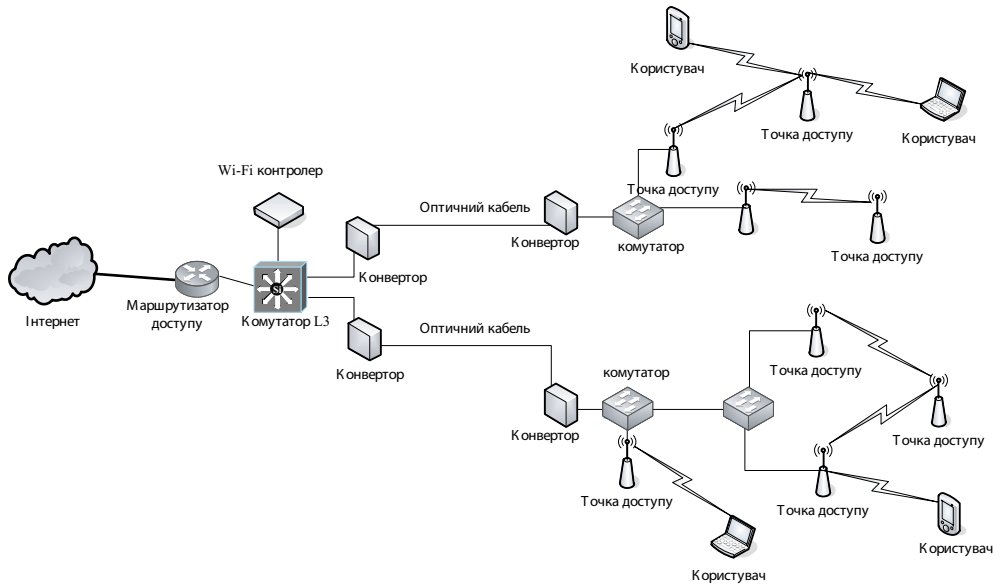 Користувач
Точка доступу
Користувач
Wi-Fi контролер
Точка доступу
Оптичний кабель
Конвертор
комутатор
Точка доступу
Конвертор
Інтернет
Маршрутизатор
доступу
Si
Комутатор L3
Оптичний кабель
Конвертор
комутатор
Точка доступу
Конвертор
Точка доступу
Точка доступу
Точка доступу
Користувач
Користувач